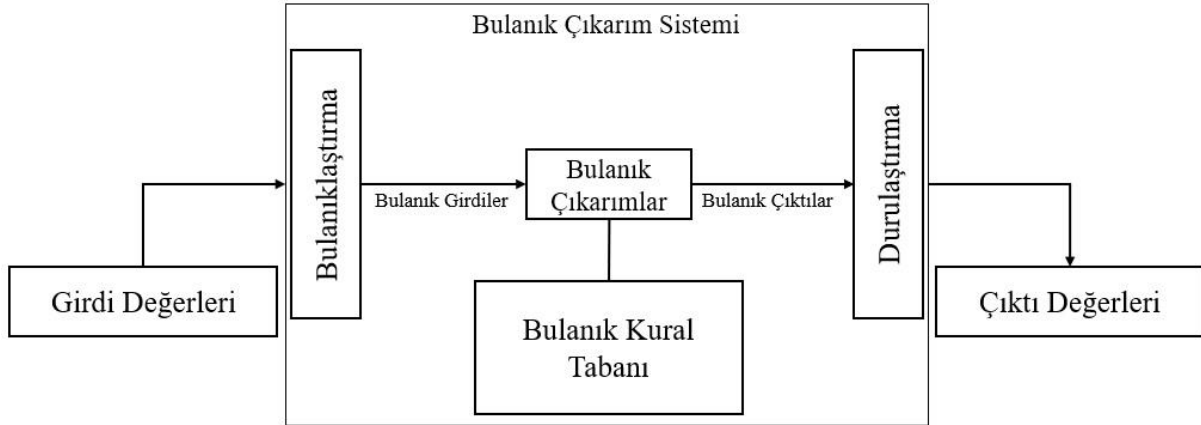 Bulanık Çıkarım Sistemi
Bulanıklaştırma
Bulanık
Çıkarımlar
Durulaştırma
Bulanık Girdiler
Bulanık Çıktılar
Girdi Değerleri
Bulanık Kural
Tabanı
Çıktı Değerleri